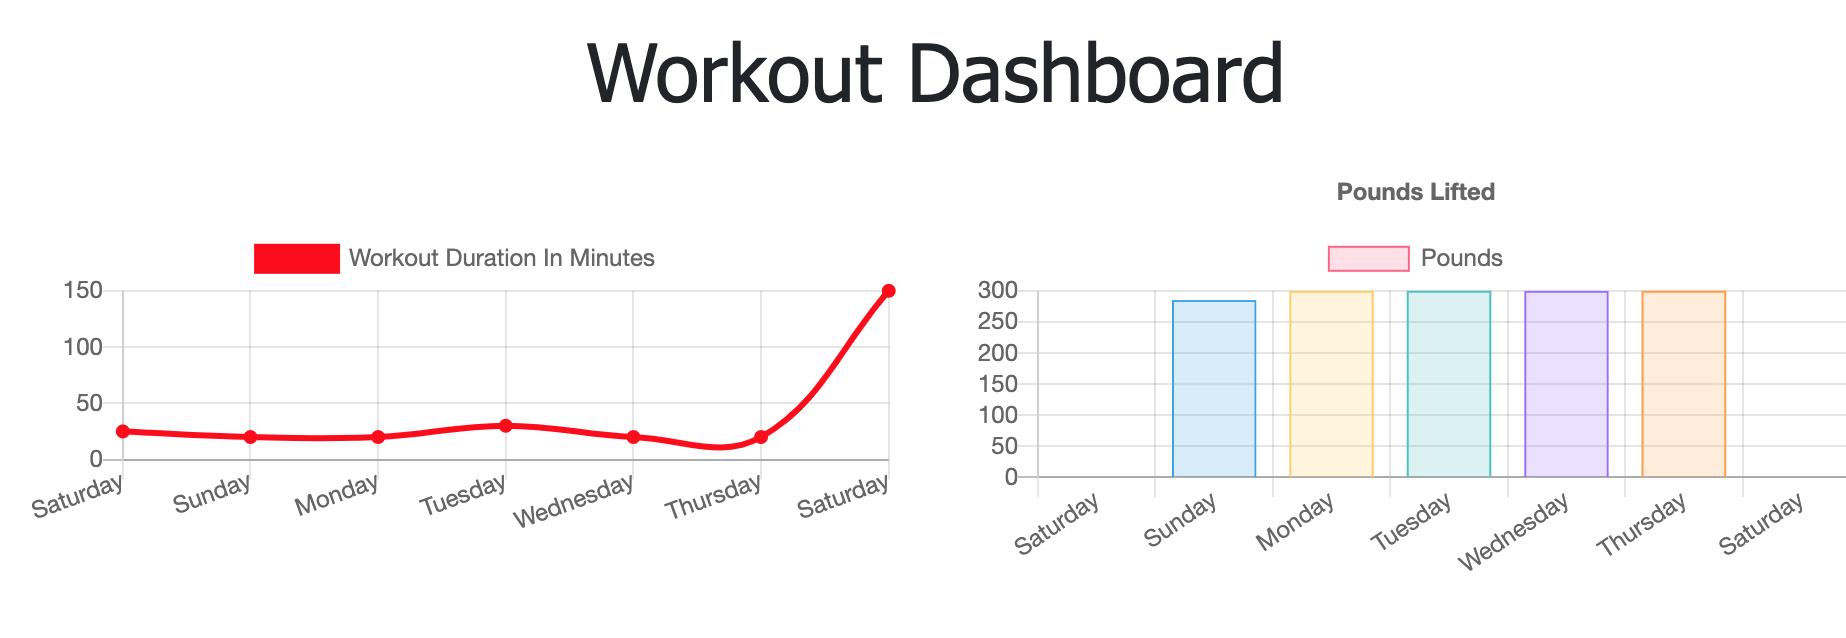 Workout Dashboard
Workout Duration In Minutes
150
100
50
0
Saturday
Sunday
Monday
Tuesday
Wednesday
Thursday
Saturday
Pounds Lifted
Pounds
300
250
200
150
100
50
0
Saturday
Sunday
Monday
Tuesday
Wednesday
Thursday
Saturday